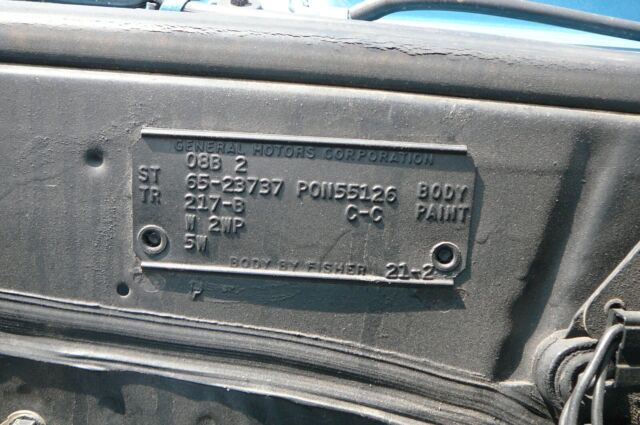 GENERAL MOTORS CORPORATION
08B 2
ST 65-23737 PON55126 BODY
TR 217-B C-C PAINT
W 2WP
5W
BODY BY FISHER 21-2